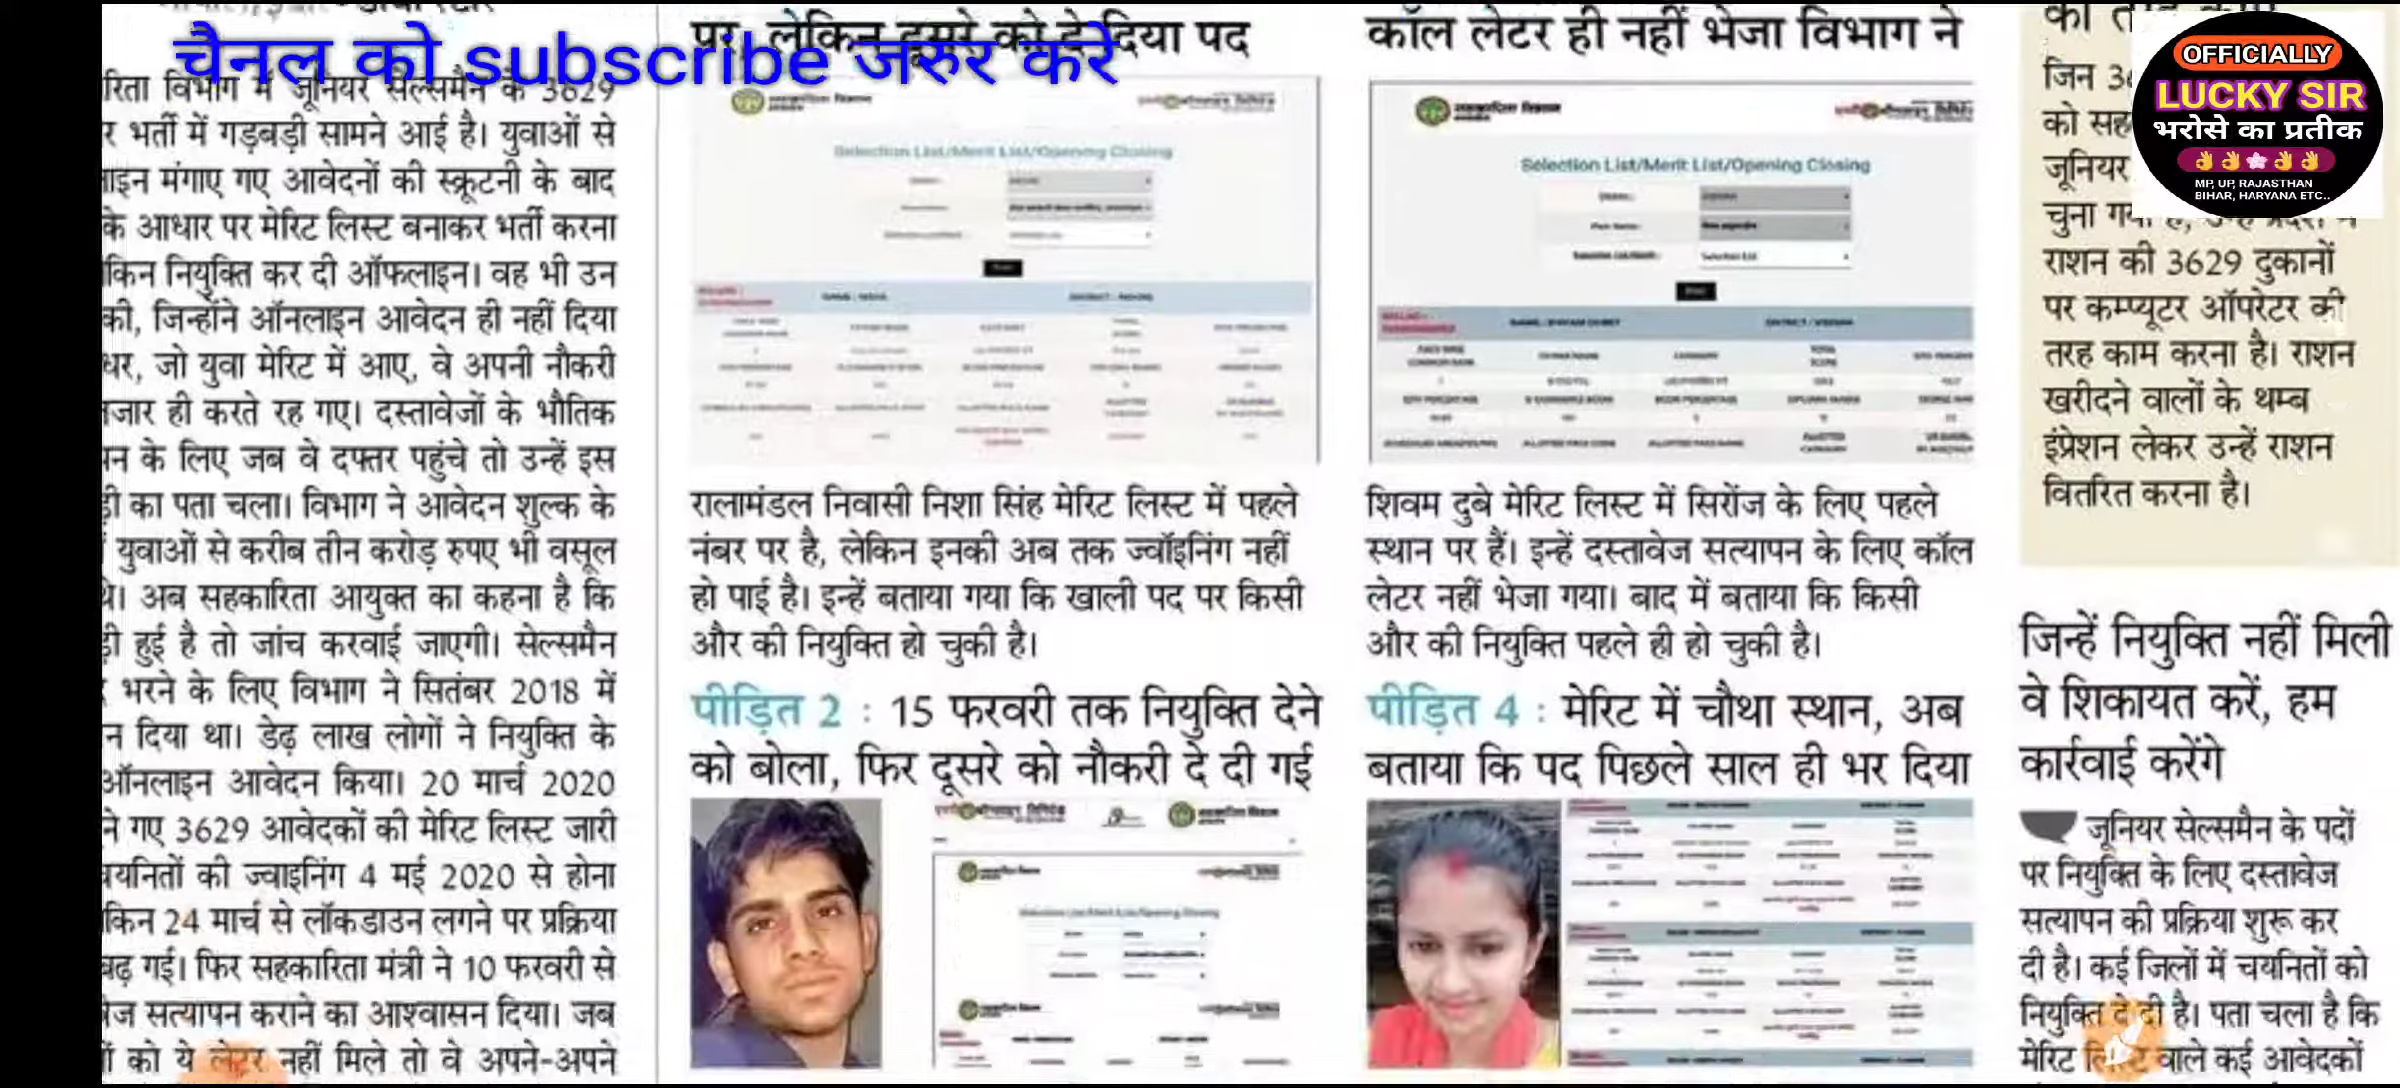 चैनल को subscribe जरुर करे
OFFICIALLY
LUCKY SIR
भरोसे का प्रतीक
MP, UP, RAJASTHAN
BIHAR, HARYANA ETC..
रिता विभाग में जूनियर सेल्समैन के 3629
र भर्ती में गड़बड़ी सामने आई है। युवाओं से
ाइन मंगाए गए आवेदनों की स्क्रूटनी के बाद
के आधार पर मेरिट लिस्ट बनाकर भर्ती करना
किन नियुक्ति कर दी ऑफलाइन। वह भी उन
की, जिन्होंने ऑनलाइन आवेदन ही नहीं दिया
धर, जो युवा मेरिट में आए, वे अपनी नौकरी
तजार ही करते रह गए। दस्तावेजों के भौतिक
पन के लिए जब वे दफ्तर पहुंचे तो उन्हें इस
ड़ी का पता चला। विभाग ने आवेदन शुल्क के
युवाओं से करीब तीन करोड़ रुपए भी वसूल
थे। अब सहकारिता आयुक्त का कहना है कि
ड़ी हुई है तो जांच करवाई जाएगी। सेल्समैन
भरने के लिए विभाग ने सितंबर 2018 में
न दिया था। डेढ़ लाख लोगों ने नियुक्ति के
ऑनलाइन आवेदन किया। 20 मार्च 2020
ने गए 3629 आवेदकों की मेरिट लिस्ट जारी
चयनितों की ज्वाइनिंग 4 मई 2020 से होना
किन 24 मार्च से लॉकडाउन लगने पर प्रक्रिया
बढ़ गई। फिर सहकारिता मंत्री ने 10 फरवरी से
वेज सत्यापन कराने का आश्वासन दिया। जब
ों को ये लेटर नहीं मिले तो वे अपने-अपने
पर, लेकिन दूसरे को दे दिया पद
Selection List/Merit List/Opening Closing
रालामंडल निवासी निशा सिंह मेरिट लिस्ट में पहले
नंबर पर है, लेकिन इनकी अब तक ज्वॉइनिंग नहीं
हो पाई है। इन्हें बताया गया कि खाली पद पर किसी
और की नियुक्ति हो चुकी है।
पीड़ित 2 : 15 फरवरी तक नियुक्ति देने
को बोला, फिर दूसरे को नौकरी दे दी गई
कॉल लेटर ही नहीं भेजा विभाग ने
Selection List/Merit List/Opening Closing
शिवम दुबे मेरिट लिस्ट में सिरोंज के लिए पहले
स्थान पर हैं। इन्हें दस्तावेज सत्यापन के लिए कॉल
लेटर नहीं भेजा गया। बाद में बताया कि किसी
और की नियुक्ति पहले ही हो चुकी है।
पीड़ित 4 : मेरिट में चौथा स्थान, अब
बताया कि पद पिछले साल ही भर दिया
जिन
को
जूनियर
चुना
राशन की 3629 दुकानों
पर कम्प्यूटर ऑपरेटर की
तरह काम करना है। राशन
खरीदने वालों के थम्ब
इंप्रेशन लेकर उन्हें राशन
वितरित करना है।
जिन्हें नियुक्ति नहीं मिली
वे शिकायत करें, हम
कार्रवाई करेंगे
जूनियर सेल्समैन के पदों
पर नियुक्ति के लिए दस्तावेज
सत्यापन की प्रक्रिया शुरू कर
दी है। कई जिलों में चयनितों को
नियुक्ति दे दी है। पता चला है कि
मेरिट लिस्ट वाले कई आवेदकों